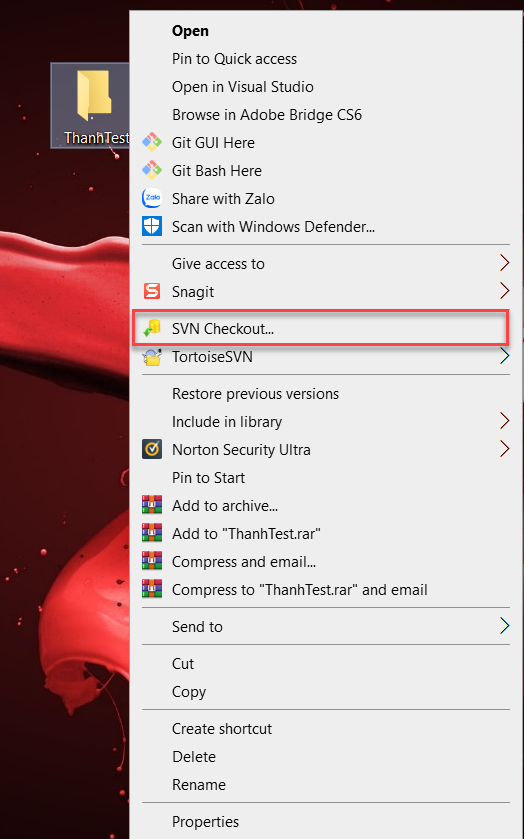 Open
Pin to Quick access
Open in Visual Studio
Browse in Adobe Bridge CS6
ThanhTest
Git GUI Here
Git Bash Here
Zalo
Share with Zalo
Scan with Windows Defender...
Give access to
S
Snagit
SVN Checkout...
TortoiseSVN
Restore previous versions
Include in library
Norton Security Ultra
Pin to Start
Add to archive...
Add to "ThanhTest.rar"
Compress and email...
Compress to "ThanhTest.rar" and email
Send to
Cut
Copy
Create shortcut
Delete
Rename
Properties